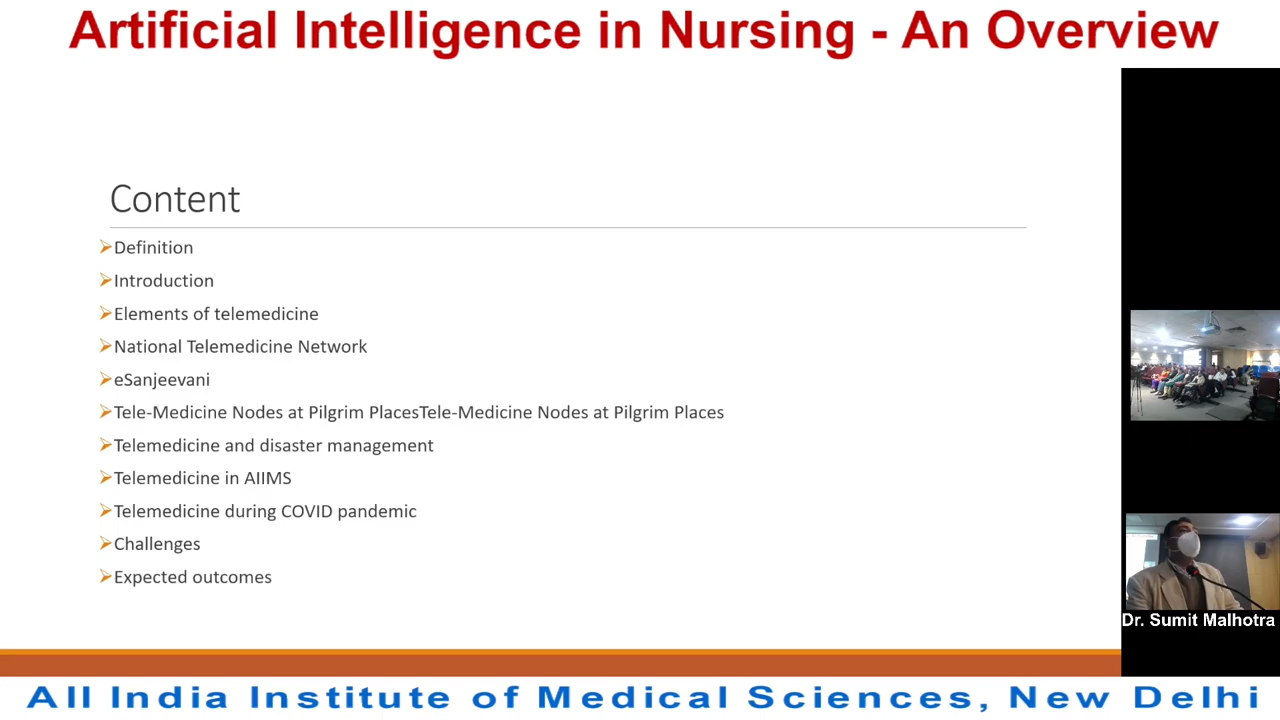 Artificial Intelligence in Nursing - An Overview
Content
Definition
Introduction
Elements of telemedicine
National Telemedicine Network
eSanjeevani
Tele-Medicine Nodes at Pilgrim PlacesTele-Medicine Nodes at Pilgrim Places
Telemedicine and disaster management
Telemedicine in AIIMS
Telemedicine during COVID pandemic
Challenges
Expected outcomes
Dr. Sumit Malhotra
All India Institute of Medical Sciences, New Delhi